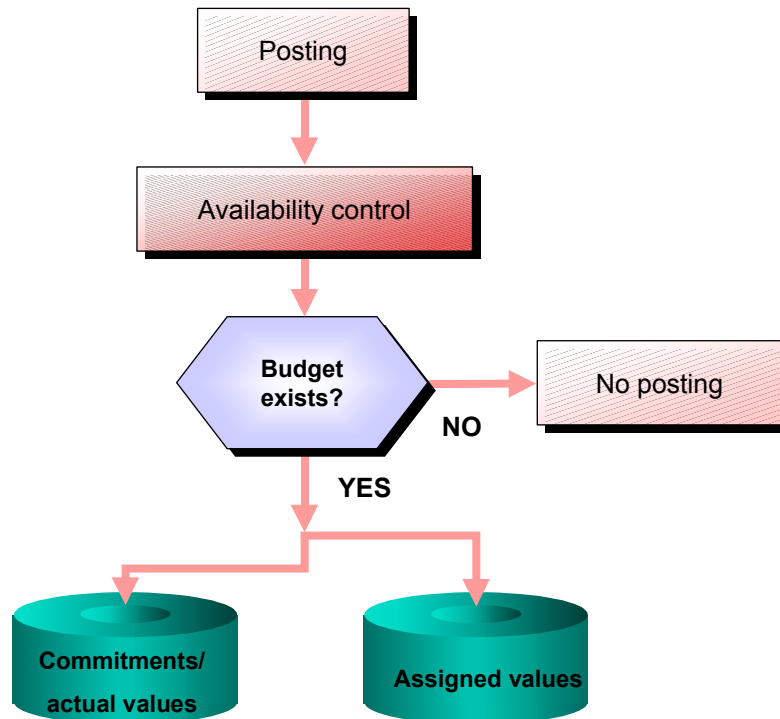 Posting
Availability control
Budget
exists?
No posting
NO
YES
Commitments/
actual values
Assigned values